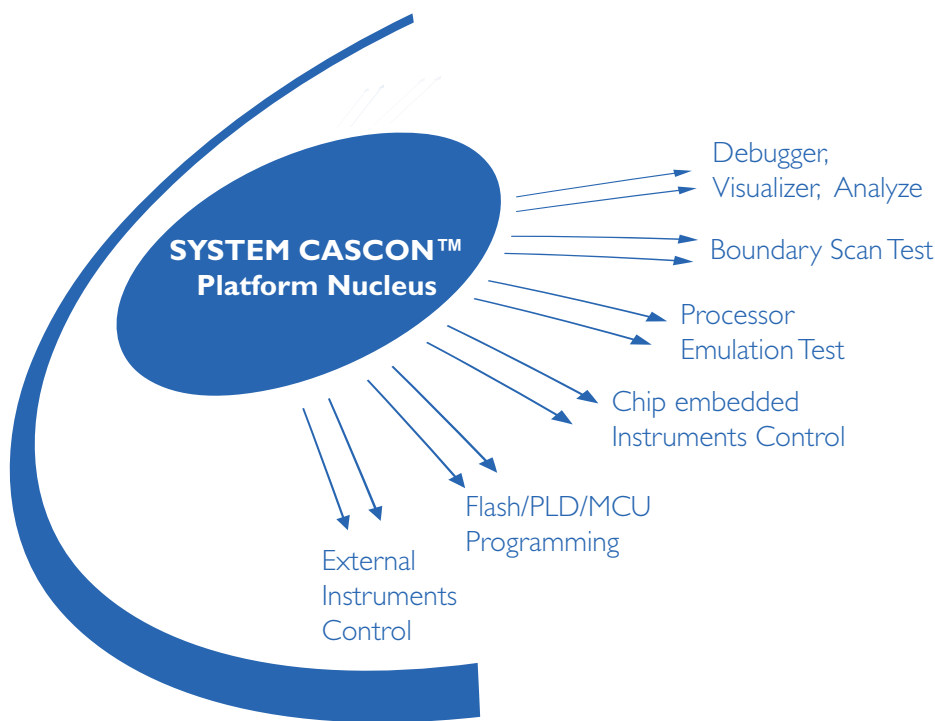 SYSTEM CASCON™
Platform Nucleus
Debugger,
Visualizer, Analyze
Boundary Scan Test
Processor
Emulation Test
Chip embedded
Instruments Control
Flash/PLD/MCU
Programming
External
Instruments
Control